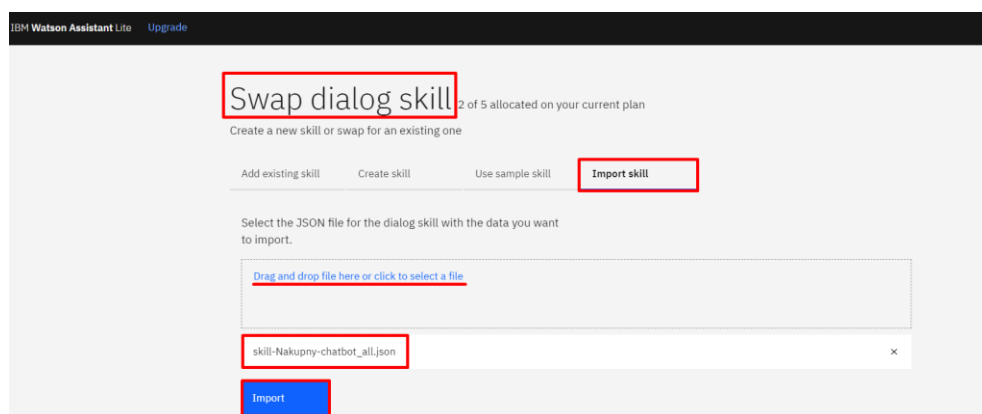 IBM Watson Assistant Lite Upgrade
Swap dialog skill 2 of 5 allocated on your current plan
Create a new skill or swap for an existing one
Add existing skill Create skill Use sample skill Import skill
Select the JSON file for the dialog skill with the data you want
to import.
Drag and drop file here or click to select a file
skill-Nakupny-chatbot_all.json ×
Import